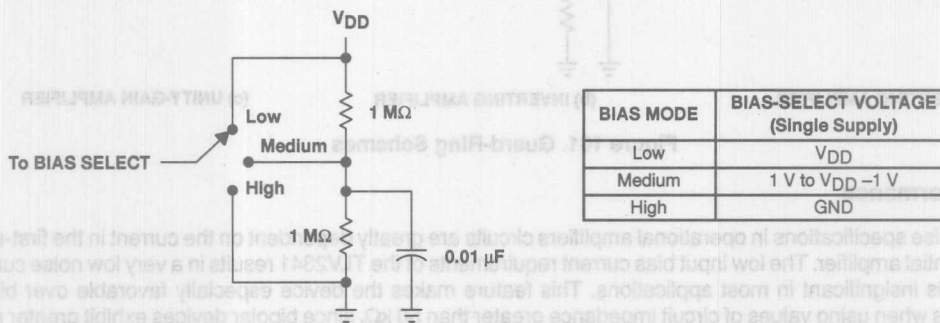 VDD
1 MΩ
Low
Medium
To BIAS SELECT
High
1 MΩ
0.01 µF
BIAS MODE BIAS-SELECT VOLTAGE (Single Supply)
Low VDD
Medium 1 V to VDD –1 V
High GND